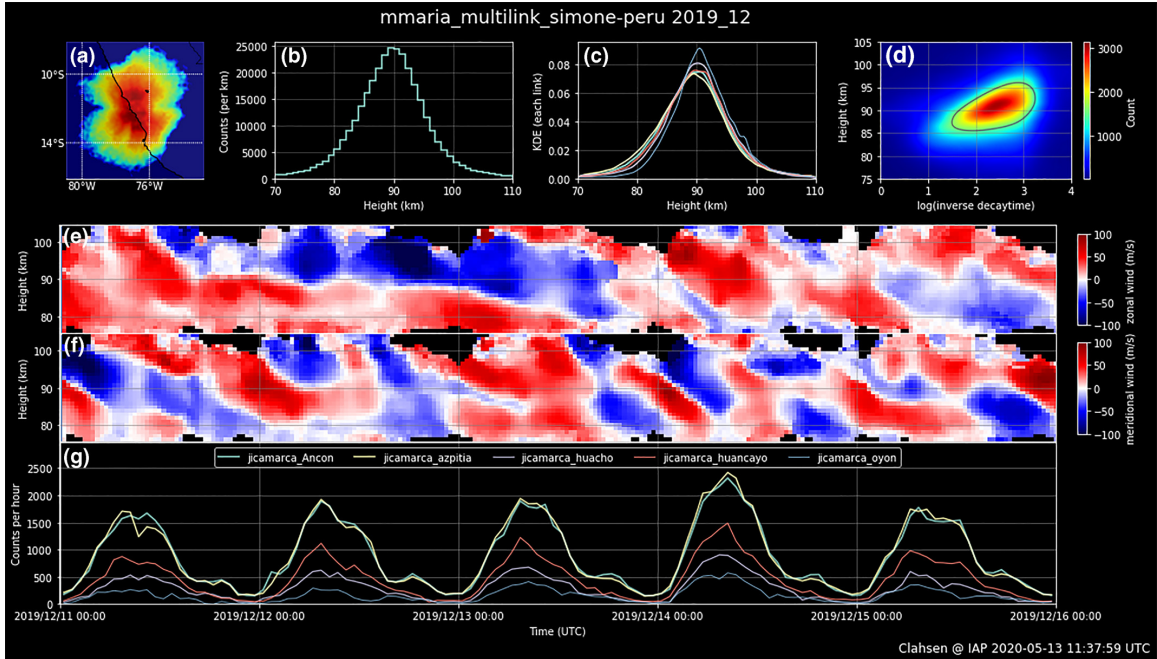 mmaria_multilink_simone-peru 2019_12
(a)
10°S
14°S
80°W 76°W
(b)
Counts (per km)
25000
20000
15000
10000
5000
0
70 80 90 100 110
Height (km)
(c)
KDE (each link)
0.08
0.06
0.04
0.02
0.00
70 80 90 100 110
Height (km)
(d)
Height (km)
105
100
95
90
85
80
75
0 1 2 3 4
log(inverse decaytime)
3000
2000
1000
Count
(e)
Height (km)
100
90
80
100
50
0
−50
−100
zonal wind (m/s)
(f)
Height (km)
100
90
80
100
50
0
−50
−100
meridional wind (m/s)
(g)
jicamarca_Ancon jicamarca_azpitia jicamarca_huacho jicamarca_huancayo jicamarca_oyon
Counts per hour
2500
2000
1500
1000
500
0
2019/12/11 00:00 2019/12/12 00:00 2019/12/13 00:00 2019/12/14 00:00 2019/12/15 00:00 2019/12/16 00:00
Time (UTC)
Clahsen @ IAP 2020-05-13 11:37:59 UTC